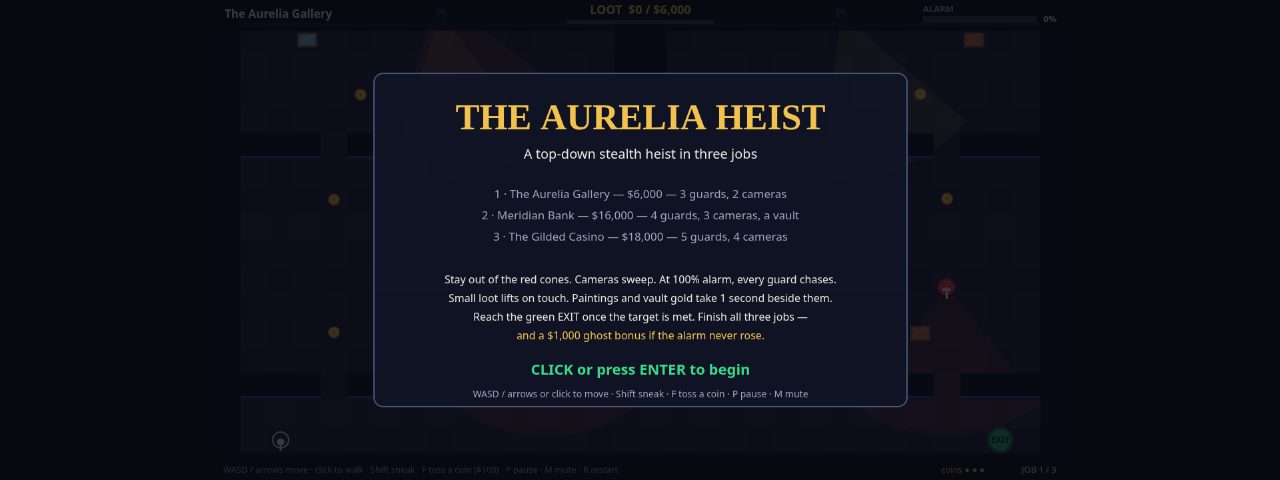 The Aurelia Gallery
LOOT $0 / $6,000
ALARM
0%
THE AURELIA HEIST
A top-down stealth heist in three jobs
1 · The Aurelia Gallery — $6,000 — 3 guards, 2 cameras
2 · Meridian Bank — $16,000 — 4 guards, 3 cameras, a vault
3 · The Gilded Casino — $18,000 — 5 guards, 4 cameras
Stay out of the red cones. Cameras sweep. At 100% alarm, every guard chases.
Small loot lifts on touch. Paintings and vault gold take 1 second beside them.
Reach the green EXIT once the target is met. Finish all three jobs —
and a $1,000 ghost bonus if the alarm never rose.
CLICK or press ENTER to begin
WASD / arrows or click to move · Shift sneak · F toss a coin · P pause · M mute
EXIT
WASD / arrows move · click to walk · Shift sneak · F toss a coin ($100) · P pause · M mute · R restart
coins ● ● ●
JOB 1 / 3